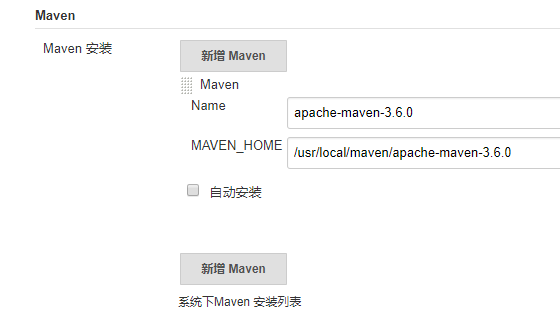 Maven
Maven 安装
新增 Maven
Maven
Name
apache-maven-3.6.0
MAVEN_HOME
/usr/local/maven/apache-maven-3.6.0
自动安装
新增 Maven
系统下Maven 安装列表